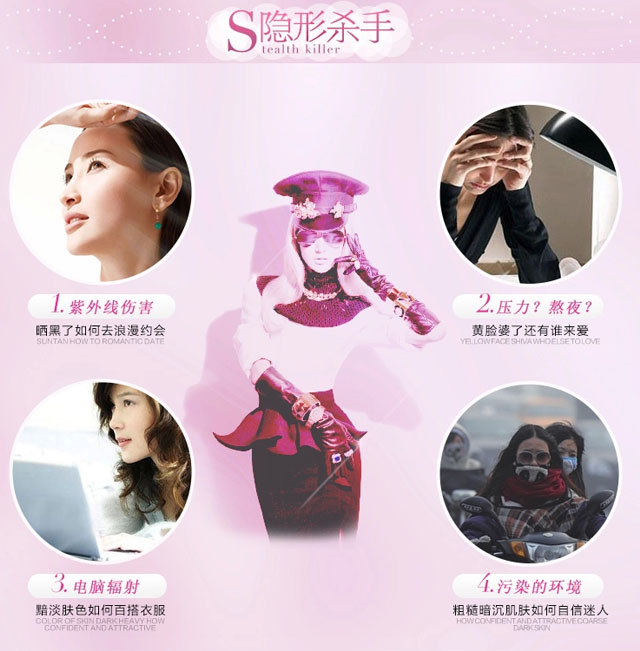 S隐形杀手
tealth killer
1.紫外线伤害
晒黑了如何去浪漫约会
SUNTAN HOW TO ROMANTIC DATE
2.压力？熬夜？
黄脸婆了还有谁来爱
YELLOW FACE SHIVA WHO ELSE TO LOVE
3.电脑辐射
黯淡肤色如何百搭衣服
COLOR OF SKIN DARK HEAVY HOW
CONFIDENT AND ATTRACTIVE
4.污染的环境
粗糙暗沉肌肤如何自信迷人
HOW CONFIDENT AND ATTRACTIVE COARSE
DARK SKIN